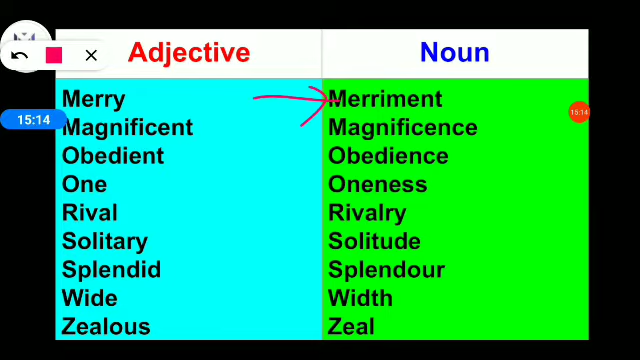 Adjective Noun
Merry Merriment
15:14 15:14
Magnificent Magnificence
Obedient Obedience
One Oneness
Rival Rivalry
Solitary Solitude
Splendid Splendour
Wide Width
Zealous Zeal